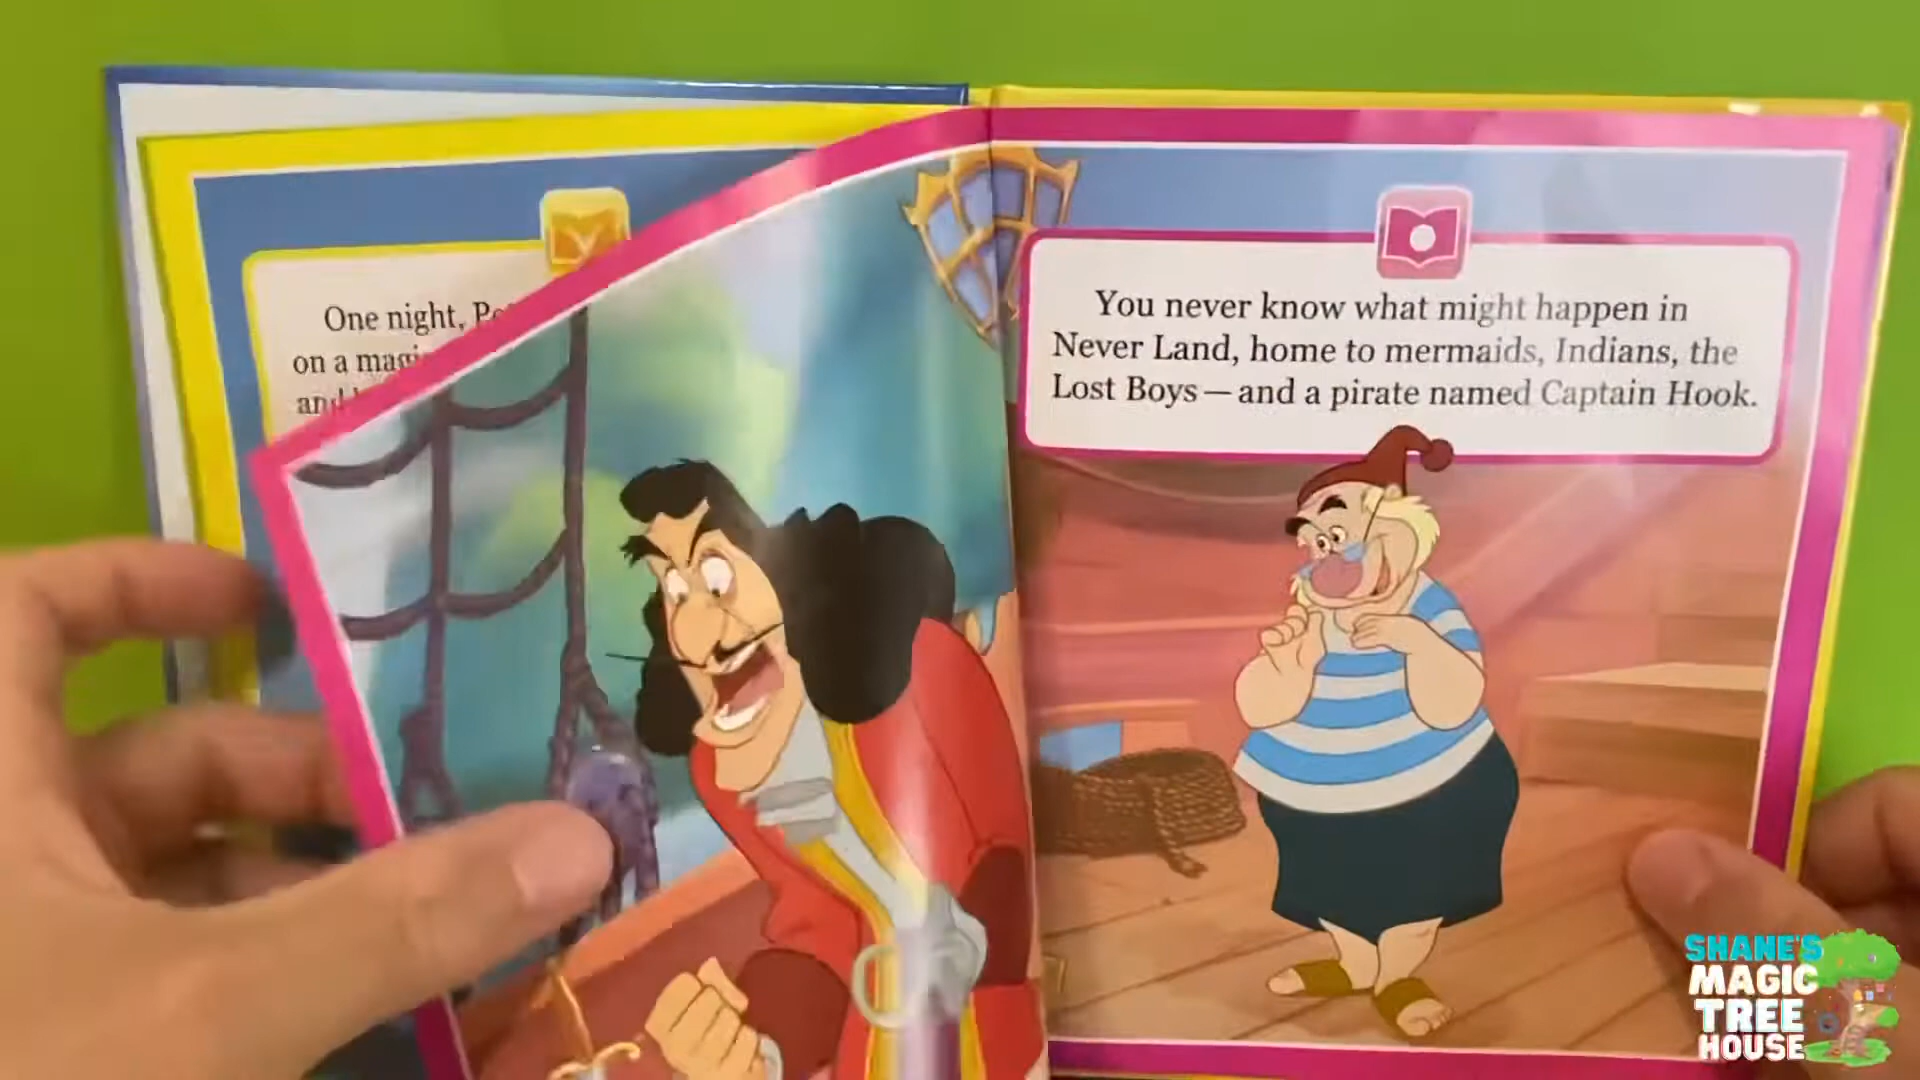 One night,
on a
You never know what might happen in
Never Land, home to mermaids, Indians, the
Lost Boys — and a pirate named Captain Hook.
SHANE'S
MAGIC
TREE
HOUSE